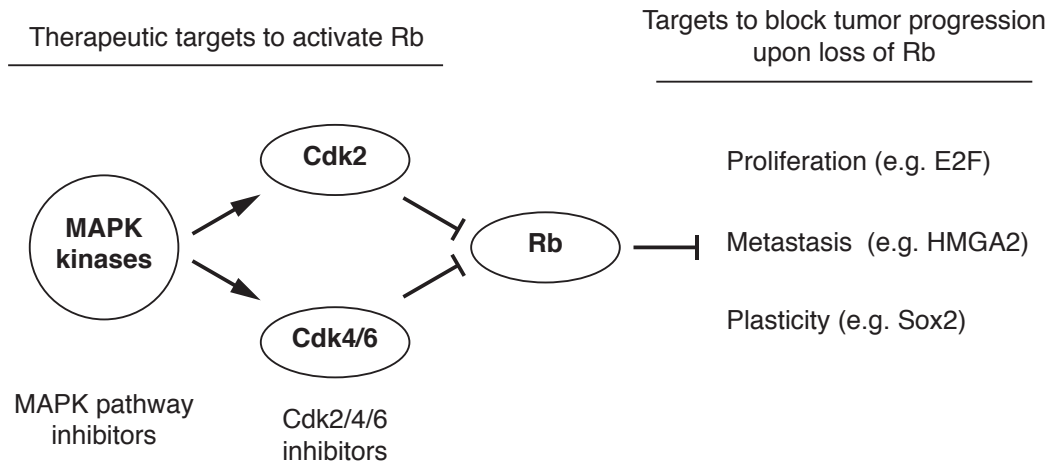 Therapeutic targets to activate Rb
Targets to block tumor progression
upon loss of Rb
Cdk2
Proliferation (e.g. E2F)
MAPK
kinases
Rb
Metastasis (e.g. HMGA2)
Cdk4/6
Plasticity (e.g. Sox2)
MAPK pathway
inhibitors
Cdk2/4/6
inhibitors